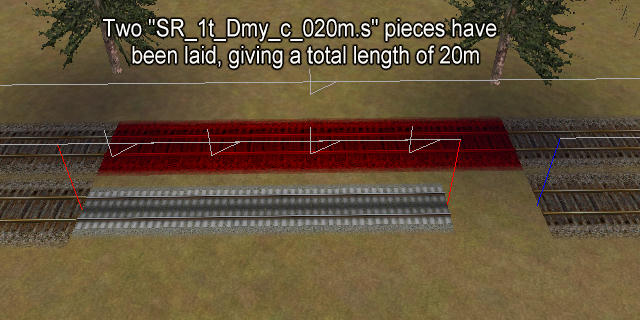 Two "SR_1t_Dmy_c_020m.s" pieces have
been laid, giving a total length of 20m